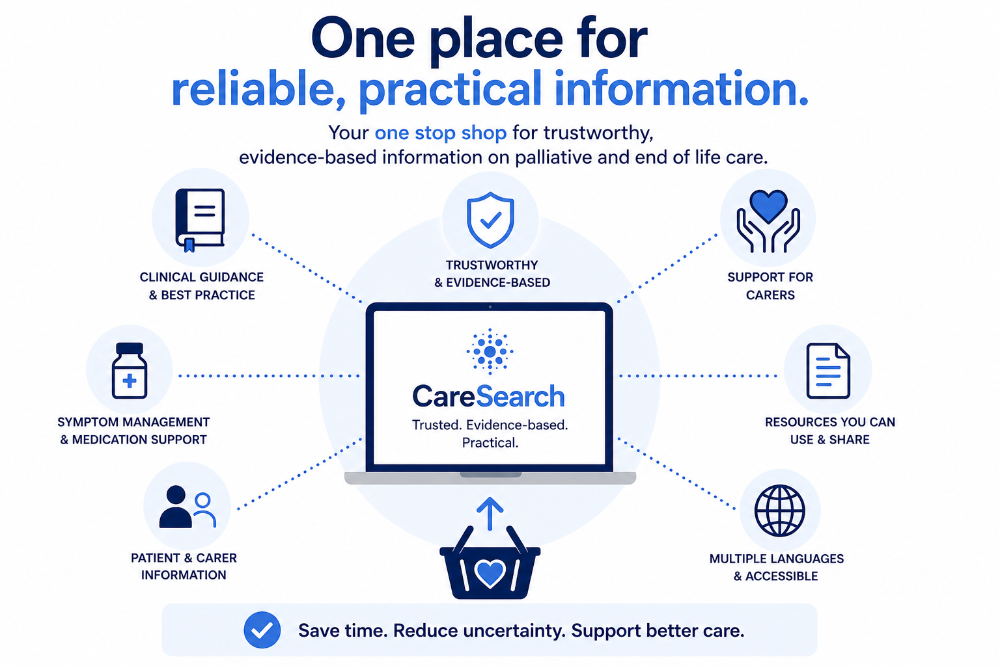 One place for
reliable, practical information.
Your one stop shop for trustworthy,
evidence-based information on palliative and end of life care.
CLINICAL GUIDANCE
& BEST PRACTICE
TRUSTWORTHY
& EVIDENCE-BASED
SUPPORT FOR
CARERS
SYMPTOM MANAGEMENT
& MEDICATION SUPPORT
CareSearch
Trusted. Evidence-based.
Practical.
RESOURCES YOU CAN
USE & SHARE
PATIENT & CARER
INFORMATION
MULTIPLE LANGUAGES
& ACCESSIBLE
Save time. Reduce uncertainty. Support better care.